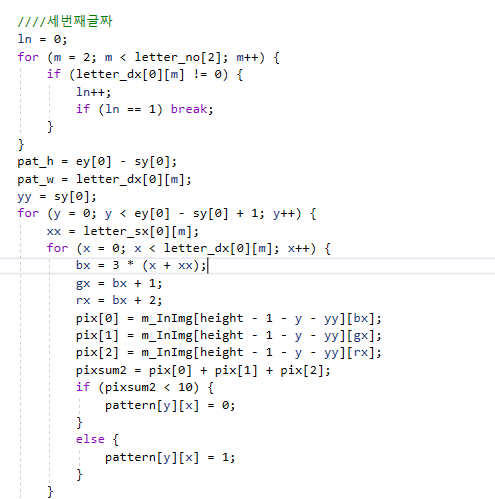 ////세번째글짜
ln = 0;
for (m = 2; m < letter_no[2]; m++) {
    if (letter_dx[0][m] != 0) {
        ln++;
        if (ln == 1) break;
    }
}
pat_h = ey[0] - sy[0];
pat_w = letter_dx[0][m];
yy = sy[0];
for (y = 0; y < ey[0] - sy[0] + 1; y++) {
    xx = letter_sx[0][m];
    for (x = 0; x < letter_dx[0][m]; x++) {
        bx = 3 * (x + xx);
        gx = bx + 1;
        rx = bx + 2;
        pix[0] = m_InImg[height - 1 - y - yy][bx];
        pix[1] = m_InImg[height - 1 - y - yy][gx];
        pix[2] = m_InImg[height - 1 - y - yy][rx];
        pixsum2 = pix[0] + pix[1] + pix[2];
        if (pixsum2 < 10) {
            pattern[y][x] = 0;
        }
        else {
            pattern[y][x] = 1;
        }
    }